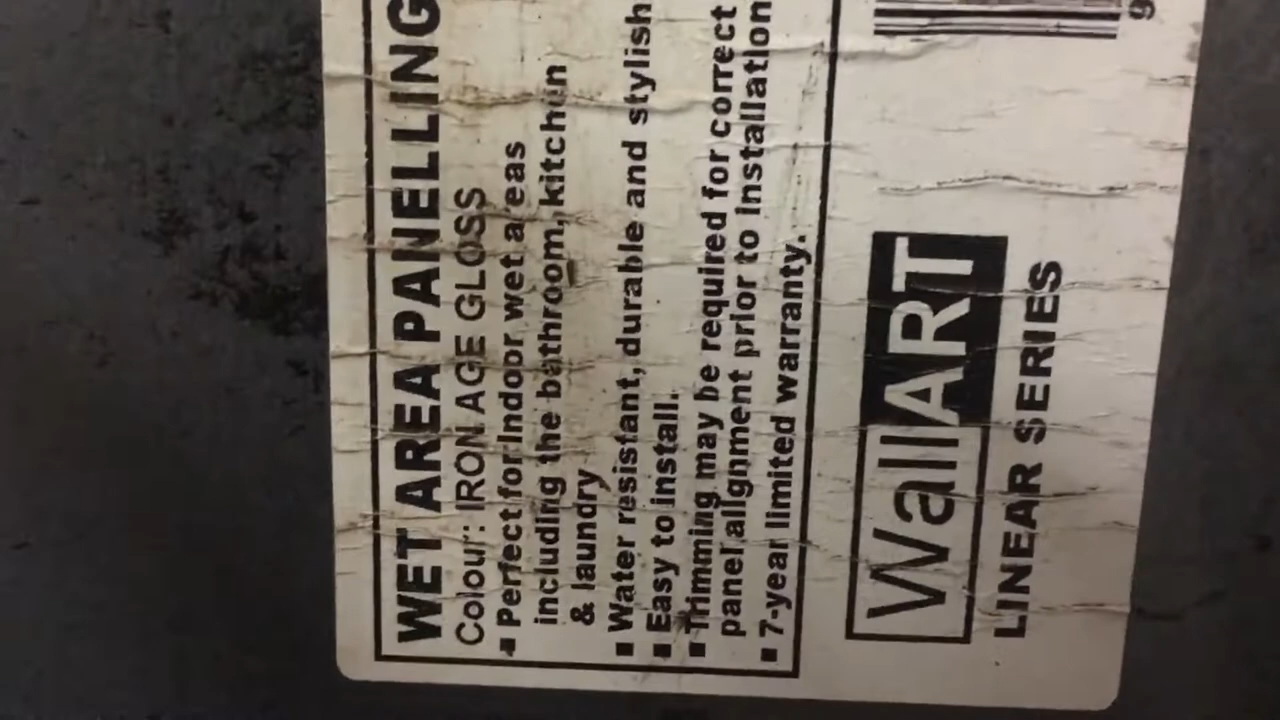 WET AREA PANELLING
Colour: IRON AGE GLOSS
▪ Perfect for Indoor wet areas
including the bathroom, kitchen
& laundry
▪ Water resistant, durable and stylish
▪ Easy to install.
▪ Trimming may be required for correct
panel alignment prior to installation
▪ 7-year limited warranty.
WallART
LINEAR SERIES
9